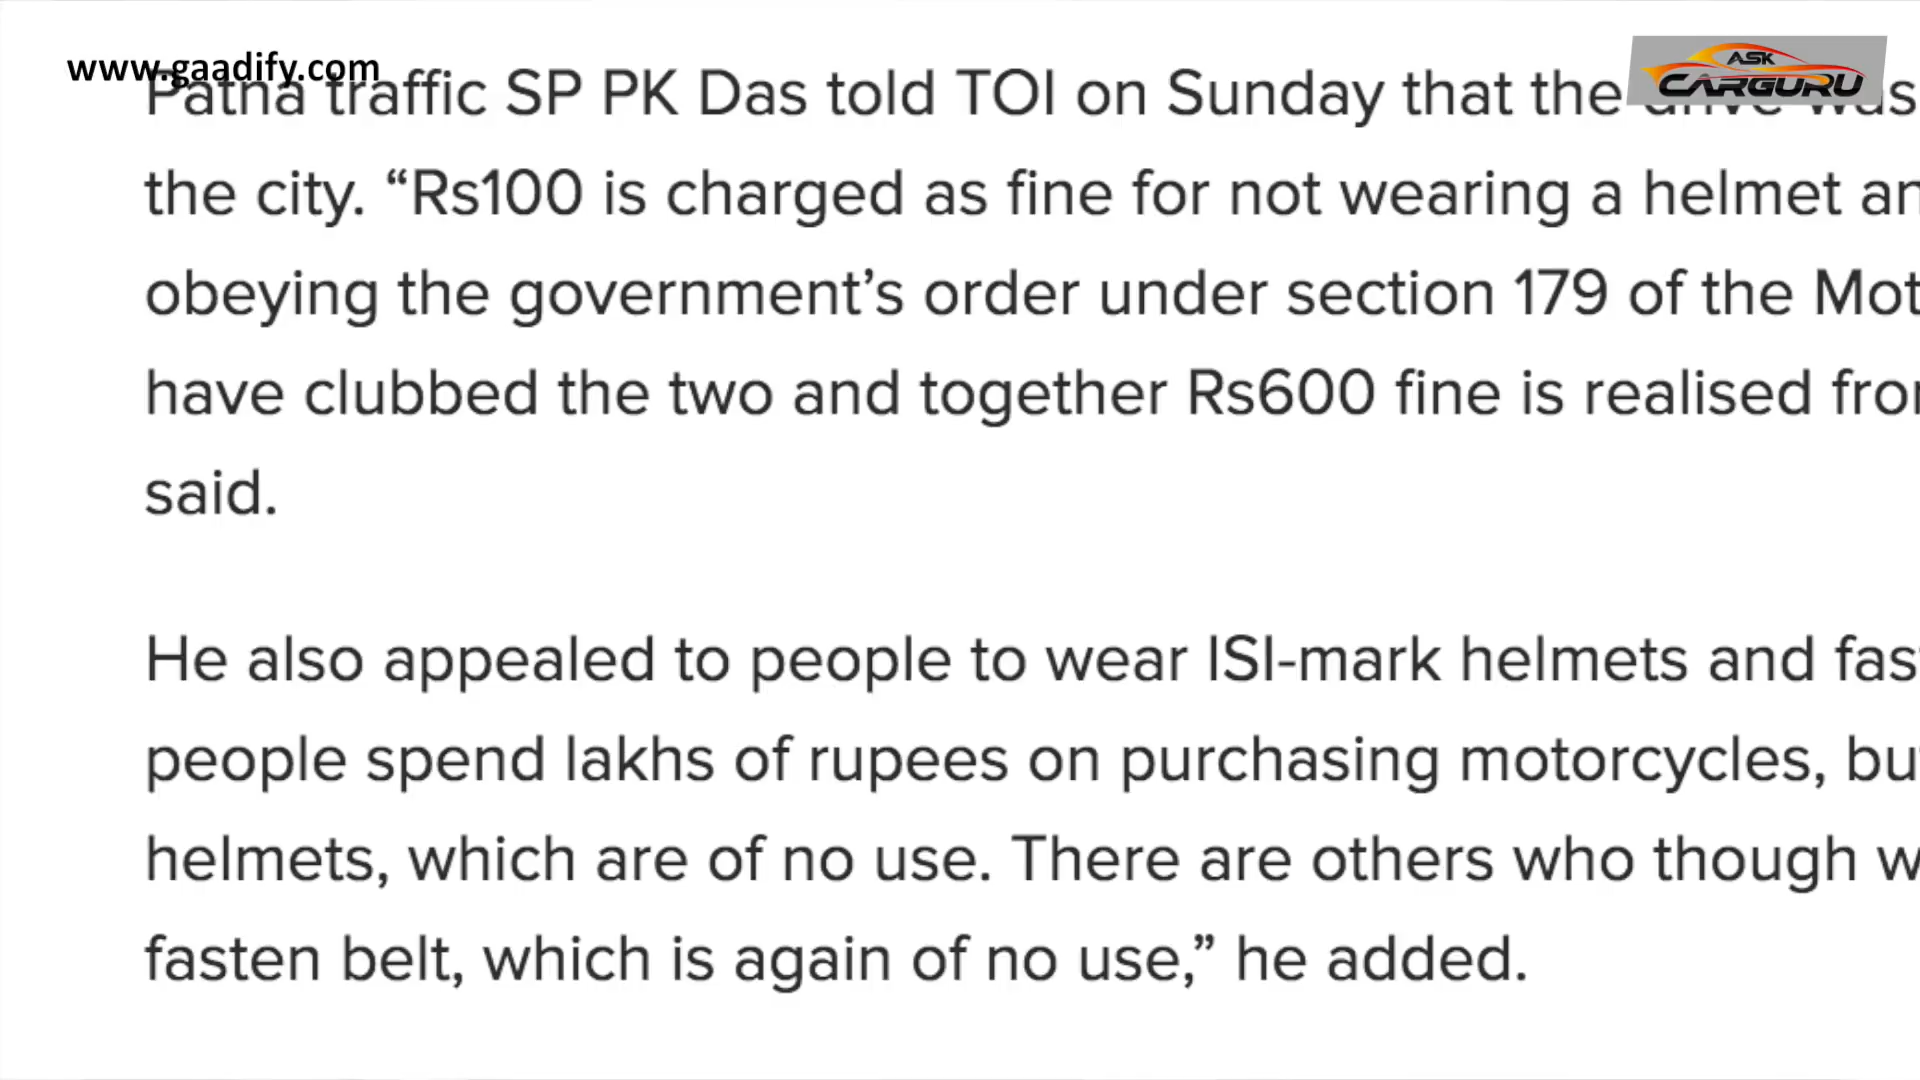 www.gaadify.com
ASK
CARGURU
Patna traffic SP PK Das told TOI on Sunday that the drive was
the city. “Rs100 is charged as fine for not wearing a helmet an
obeying the government’s order under section 179 of the Mot
have clubbed the two and together Rs600 fine is realised from
said.
He also appealed to people to wear ISI-mark helmets and fas
people spend lakhs of rupees on purchasing motorcycles, bu
helmets, which are of no use. There are others who though w
fasten belt, which is again of no use,” he added.